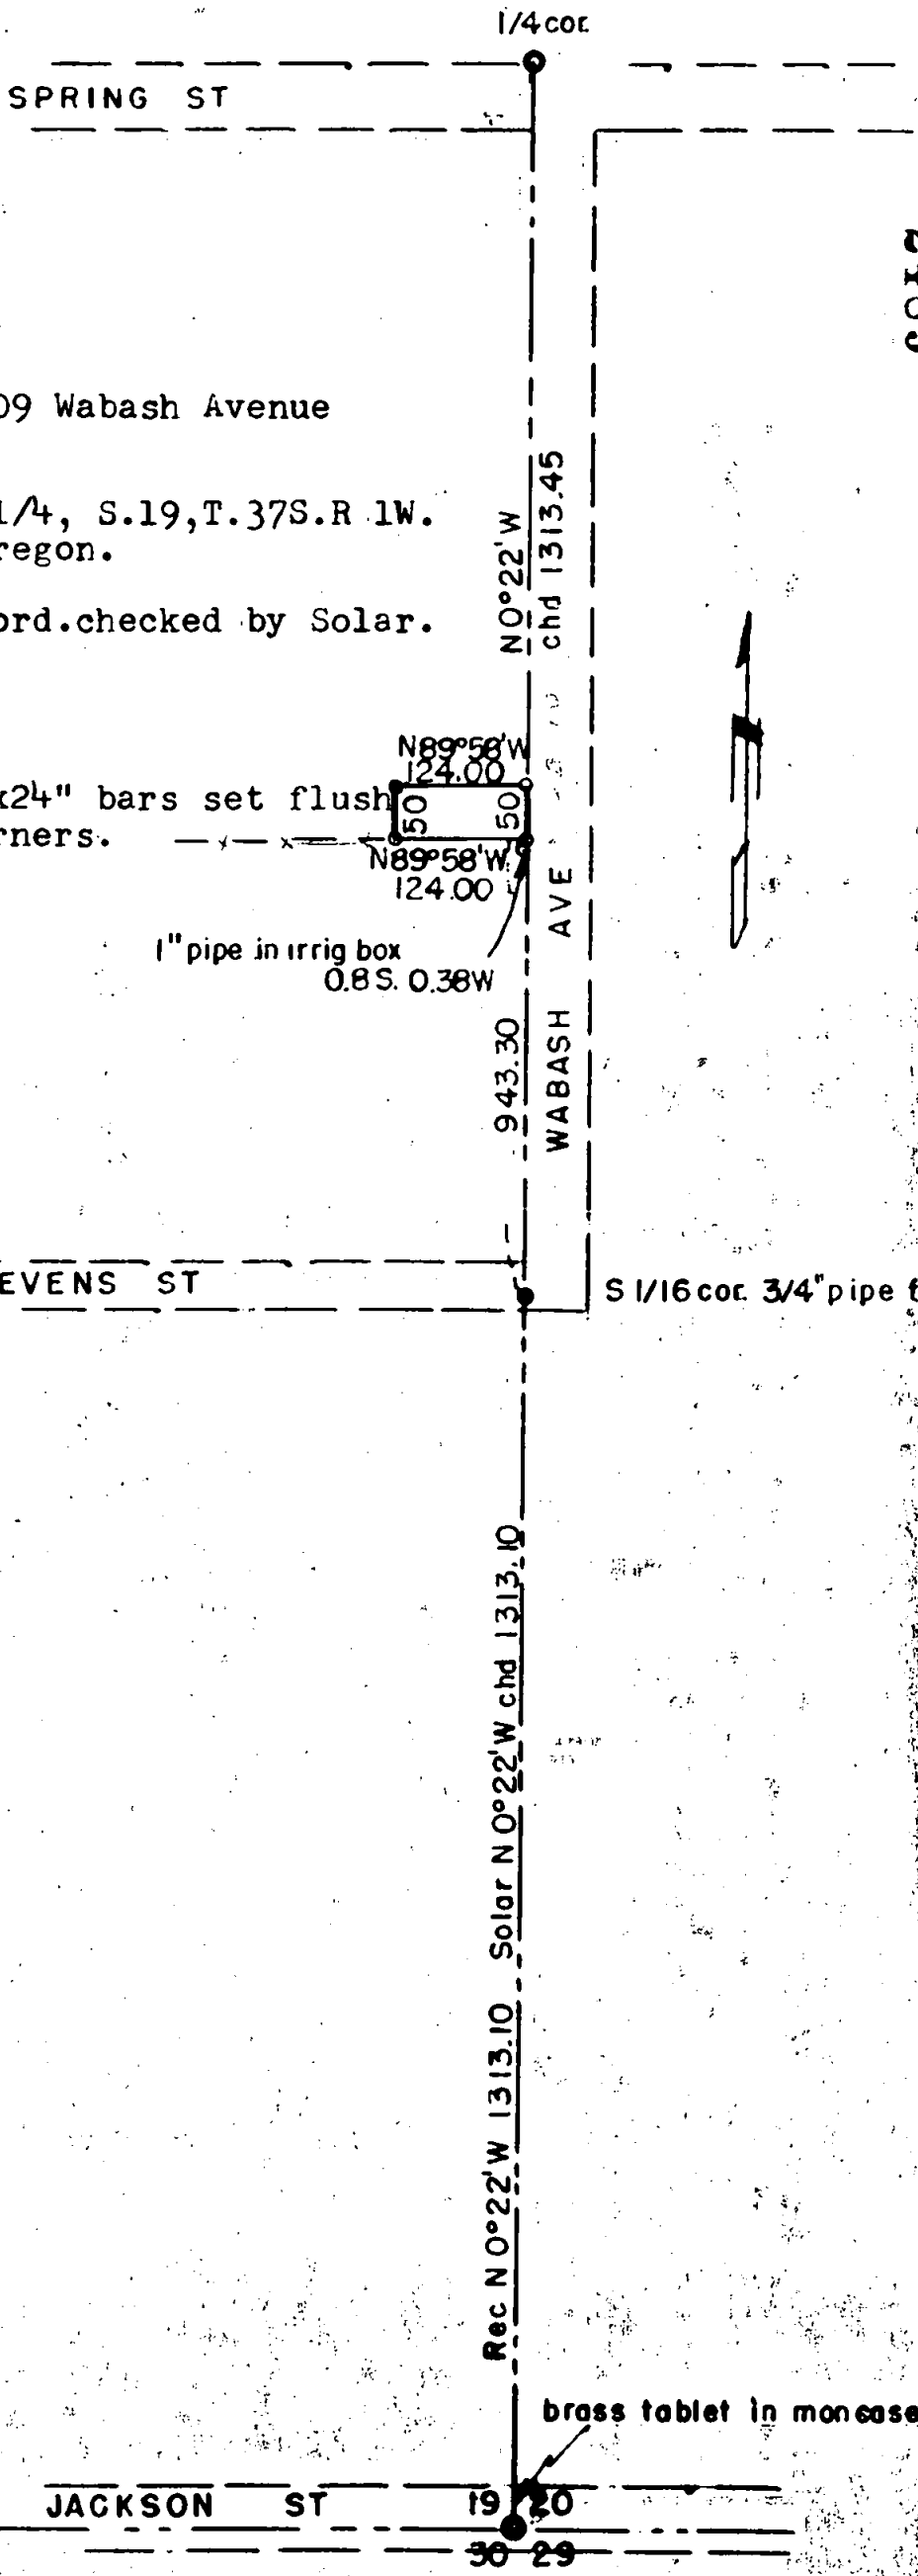 1/4 cor.
SPRING ST
09 Wabash Avenue
1/4, S.19,T.37S.R 1W.
regon.
ord.checked by Solar.
N 0°22'W
chd 1313.45
N89°58'W
124.00
x24" bars set flush
50
50
rners.
N89°58'W
124.00
1" pipe in irrig box
0.8 S. 0.38W
943.30
WABASH AVE
EVENS ST
S 1/16 cor. 3/4" pipe f
Rec N 0°22'W 1313.10 Solar N 0°22'W chd 1313.10
brass tablet in moncase
JACKSON ST
19 20
30 29